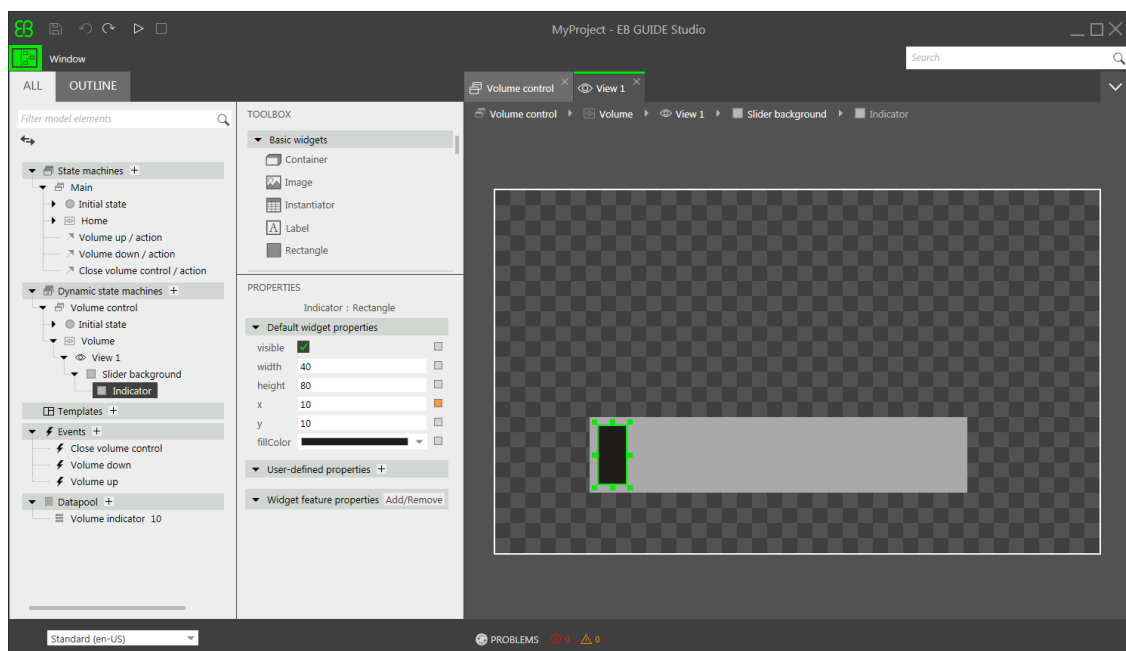 EB
MyProject - EB GUIDE Studio
Window
Search
ALL
OUTLINE
Volume control
View 1
Filter model elements
TOOLBOX
Volume control
Volume
View 1
Slider background
Indicator
Basic widgets
Container
Image
Instantiator
A Label
Rectangle
State machines +
Main
Initial state
Home
Volume up / action
Volume down / action
Close volume control / action
Dynamic state machines +
Volume control
Initial state
Volume
View 1
Slider background
Indicator
Templates +
Events +
Close volume control
Volume down
Volume up
Datapool +
Volume indicator 10
PROPERTIES
Indicator : Rectangle
Default widget properties
visible
width 40
height 80
x 10
y 10
fillColor
User-defined properties +
Widget feature properties Add/Remove
Standard (en-US)
PROBLEMS 0 0